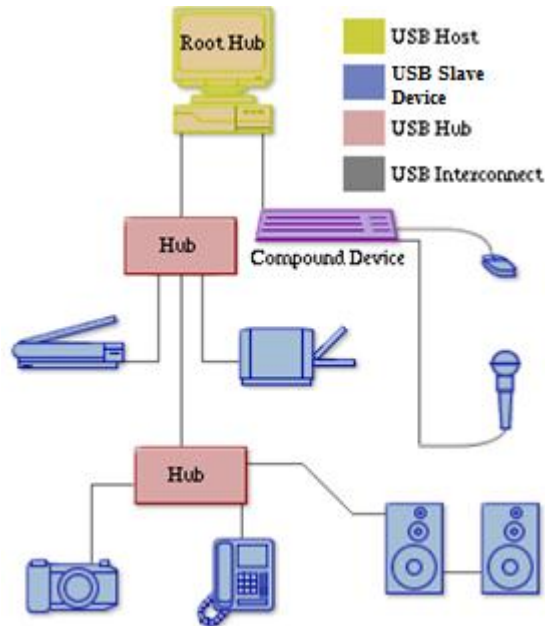 Root Hub
USB Host
USB Slave
Device
USB Hub
USB Interconnect
Hub
Compound Device
Hub